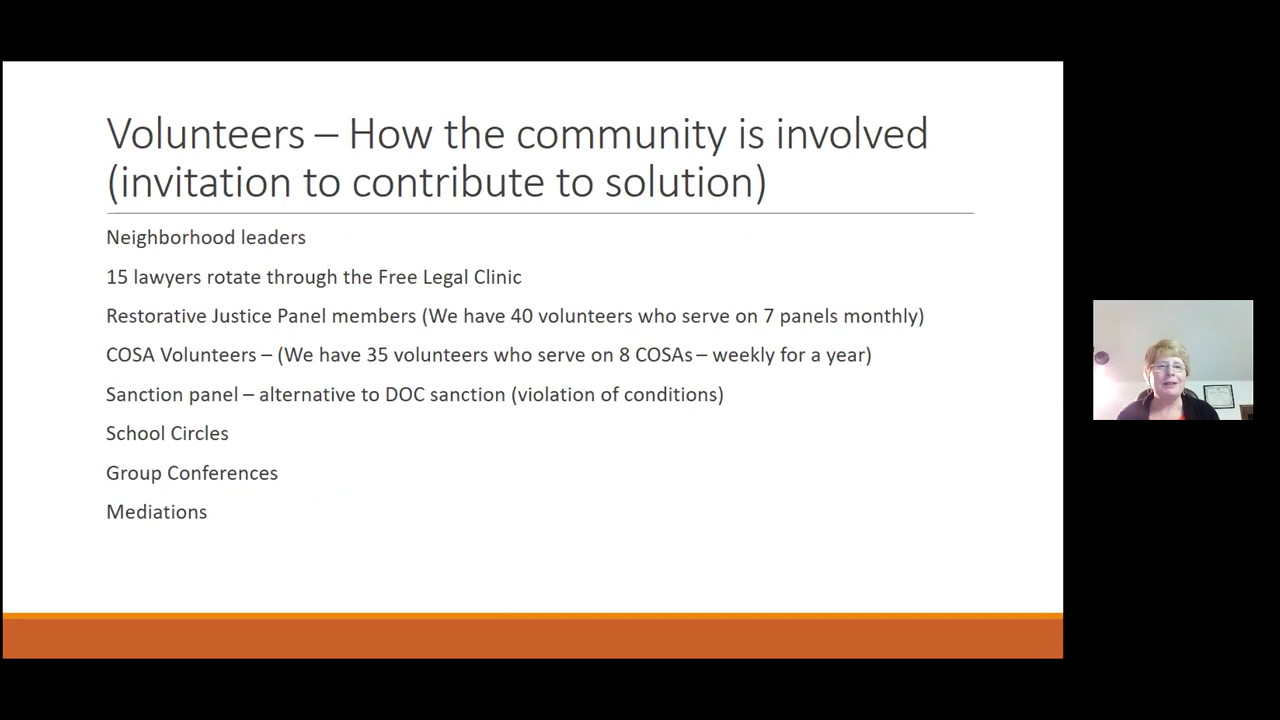 Volunteers – How the community is involved
(invitation to contribute to solution)
Neighborhood leaders
15 lawyers rotate through the Free Legal Clinic
Restorative Justice Panel members (We have 40 volunteers who serve on 7 panels monthly)
COSA Volunteers – (We have 35 volunteers who serve on 8 COSAs – weekly for a year)
Sanction panel – alternative to DOC sanction (violation of conditions)
School Circles
Group Conferences
Mediations